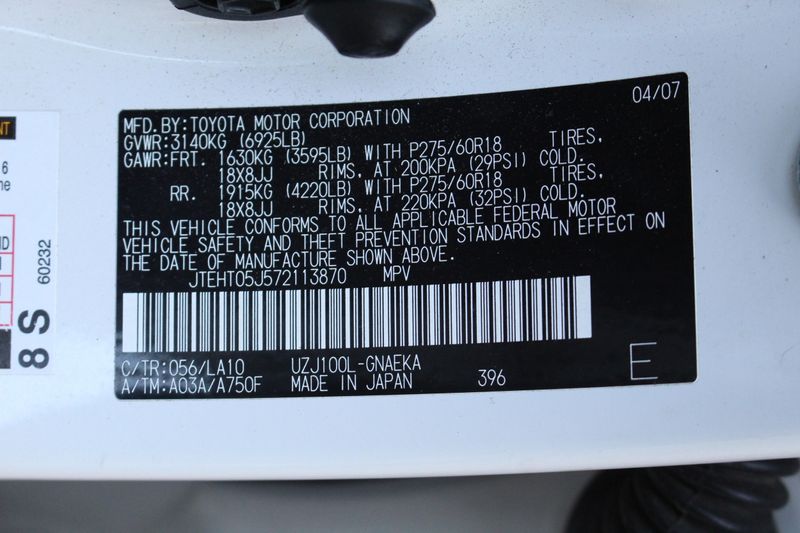 04/07
MFD.BY:TOYOTA MOTOR CORPORATION
GVWR:3140KG (6925LB)
GAWR:FRT. 1630KG (3595LB) WITH P275/60R18 TIRES,
18X8JJ RIMS, AT 200KPA (29PSI) COLD.
RR. 1915KG (4220LB) WITH P275/60R18 TIRES,
18X8JJ RIMS, AT 220KPA (32PSI) COLD.
THIS VEHICLE CONFORMS TO ALL APPLICABLE FEDERAL MOTOR
VEHICLE SAFETY AND THEFT PREVENTION STANDARDS IN EFFECT ON
THE DATE OF MANUFACTURE SHOWN ABOVE.
JTEHT05J572113870 MPV
C/TR:056/LA10 UZJ100L-GNAEKA
A/TM:A03A/A750F MADE IN JAPAN 396 E
60232
8 S